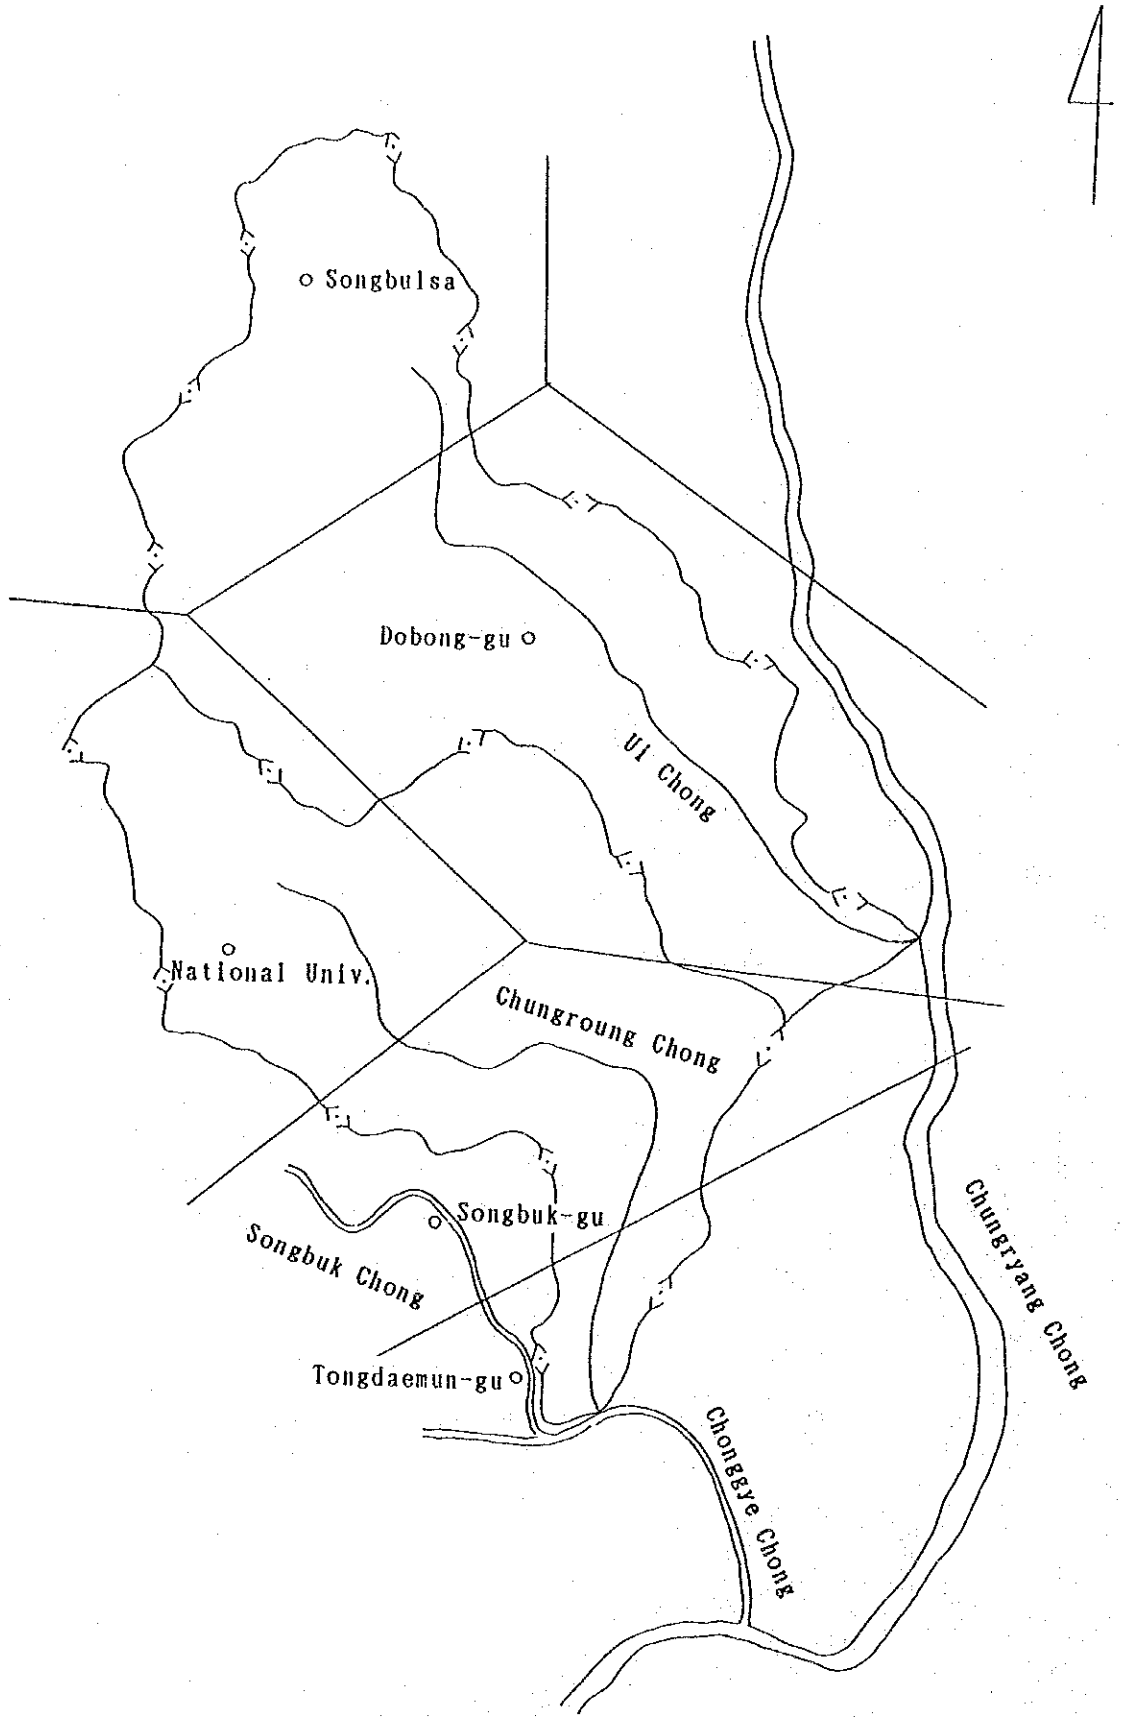 Songbulsa
Dobong-gu
Ui Chong
National Univ.
Chungroung Chong
Songbuk-gu
Songbuk Chong
Chungryang Chong
Tongdaemun-gu
Chonggye Chong